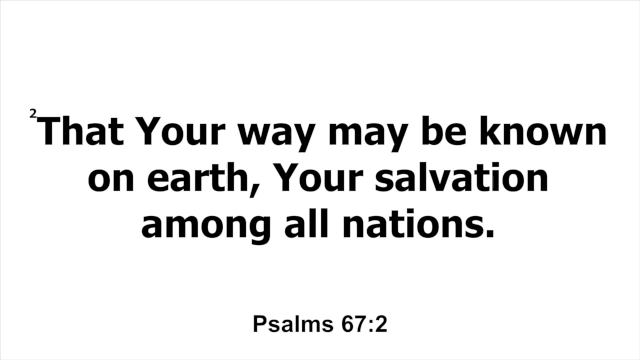 ²That Your way may be known
on earth, Your salvation
among all nations.
Psalms 67:2